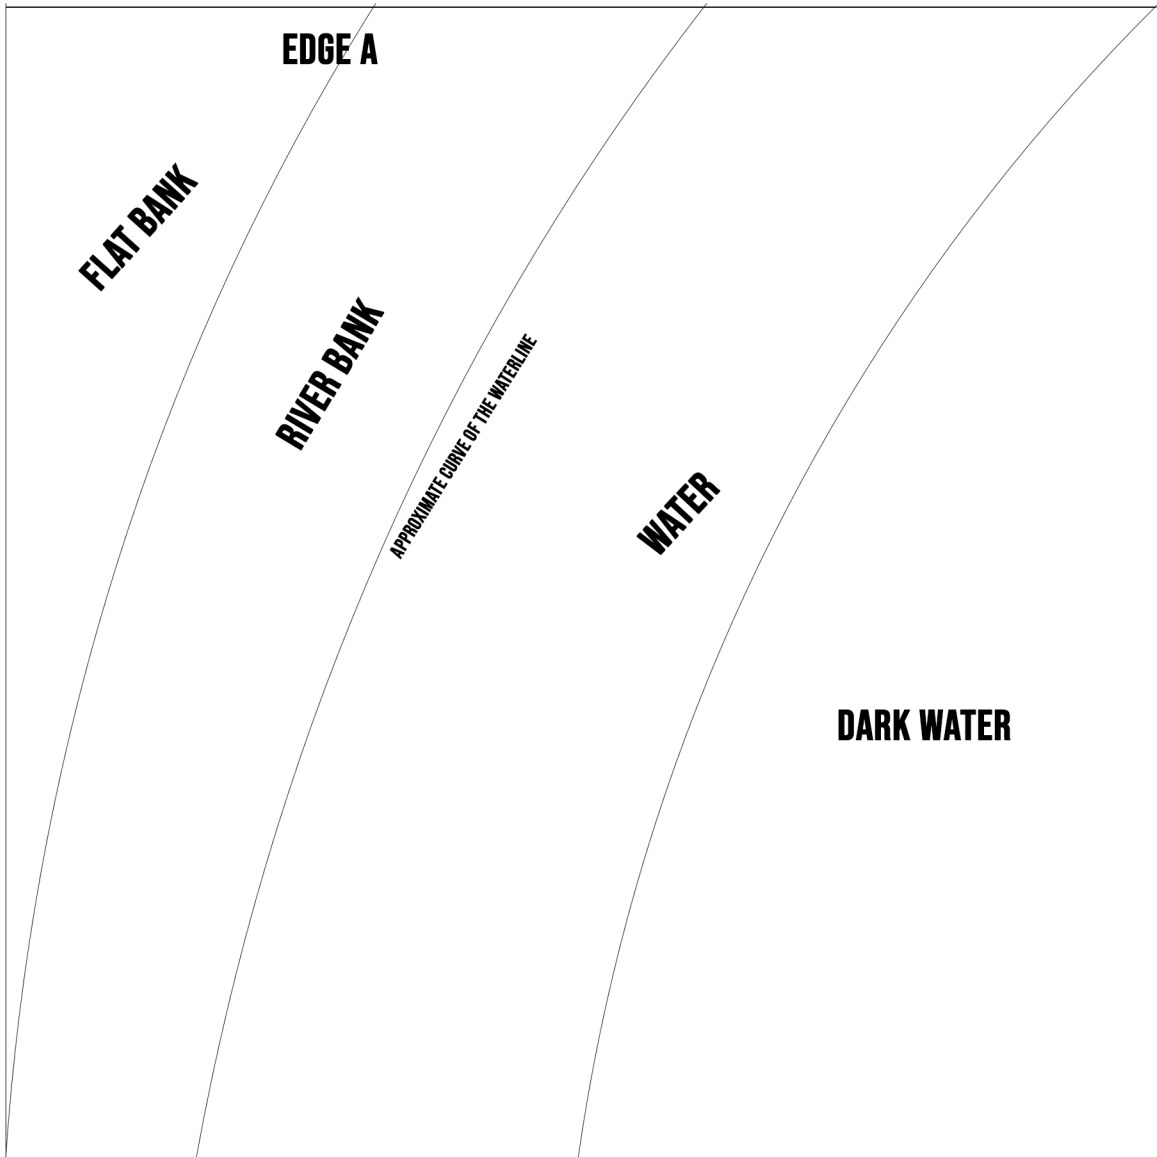 EDGE A
FLAT BANK
RIVER BANK
APPROXIMATE CURVE OF THE WATERLINE
WATER
DARK WATER